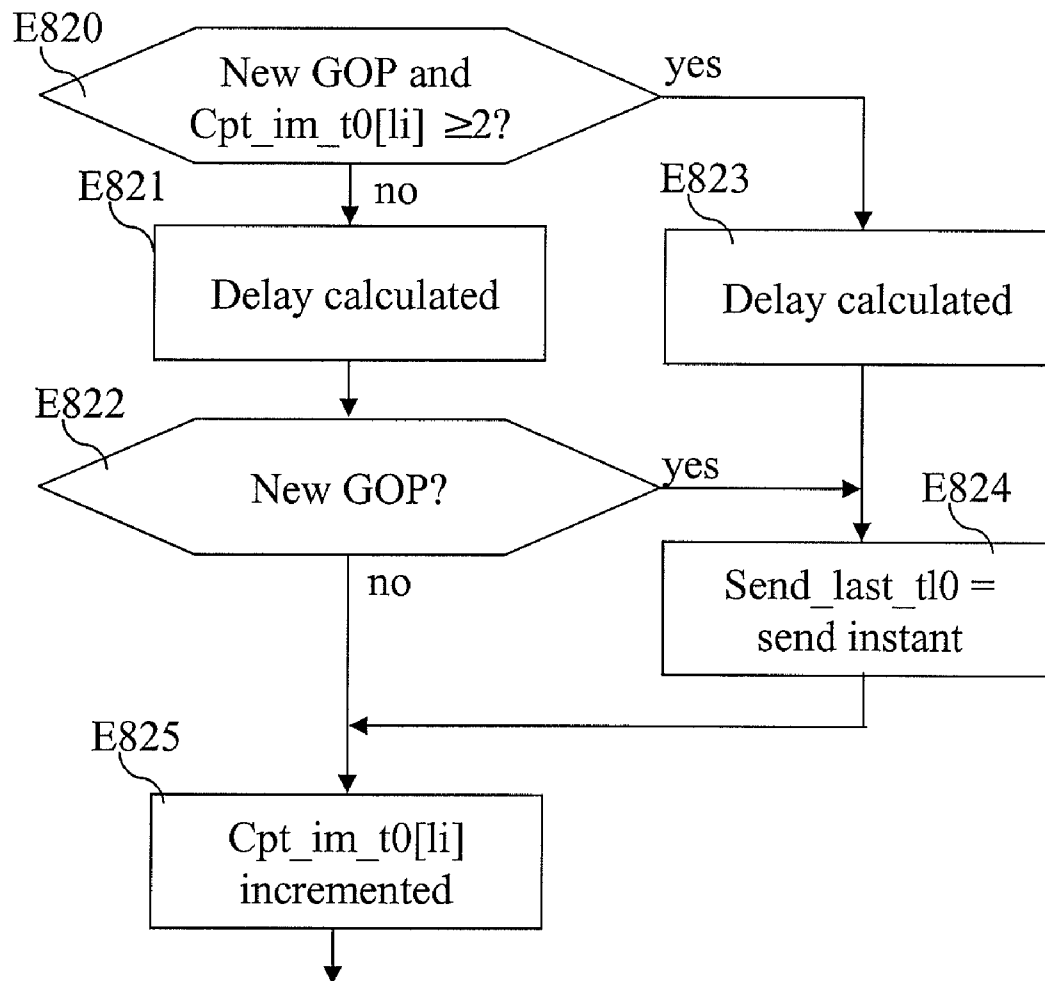 E820
New GOP and
Cpt_im_t0[li] ≥2?
yes
no
E821
Delay calculated
E823
Delay calculated
E822
New GOP?
yes
no
E824
Send_last_tl0 =
send instant
E825
Cpt_im_t0[li]
incremented